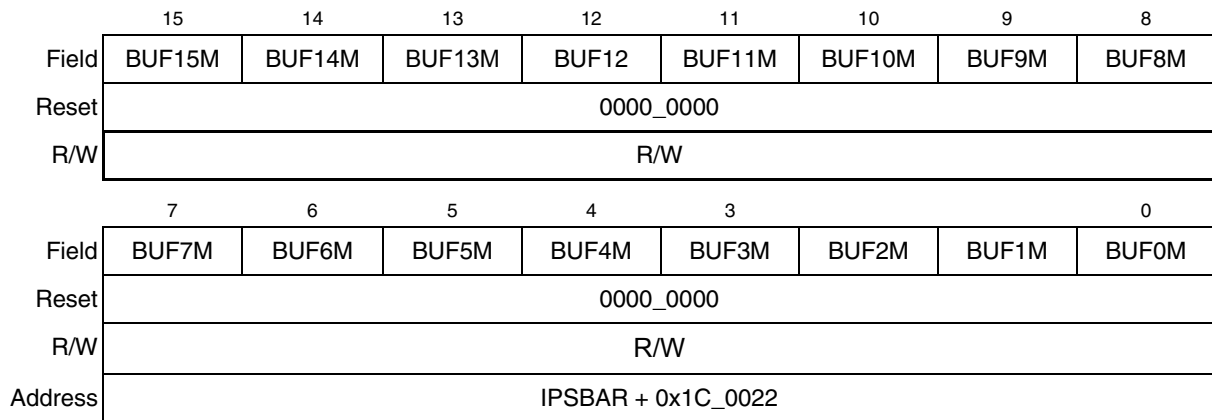 15 14 13 12 11 10 9 8
Field BUF15M BUF14M BUF13M BUF12 BUF11M BUF10M BUF9M BUF8M
Reset 0000_0000
R/W R/W
7 6 5 4 3 0
Field BUF7M BUF6M BUF5M BUF4M BUF3M BUF2M BUF1M BUF0M
Reset 0000_0000
R/W R/W
Address IPSBAR + 0x1C_0022